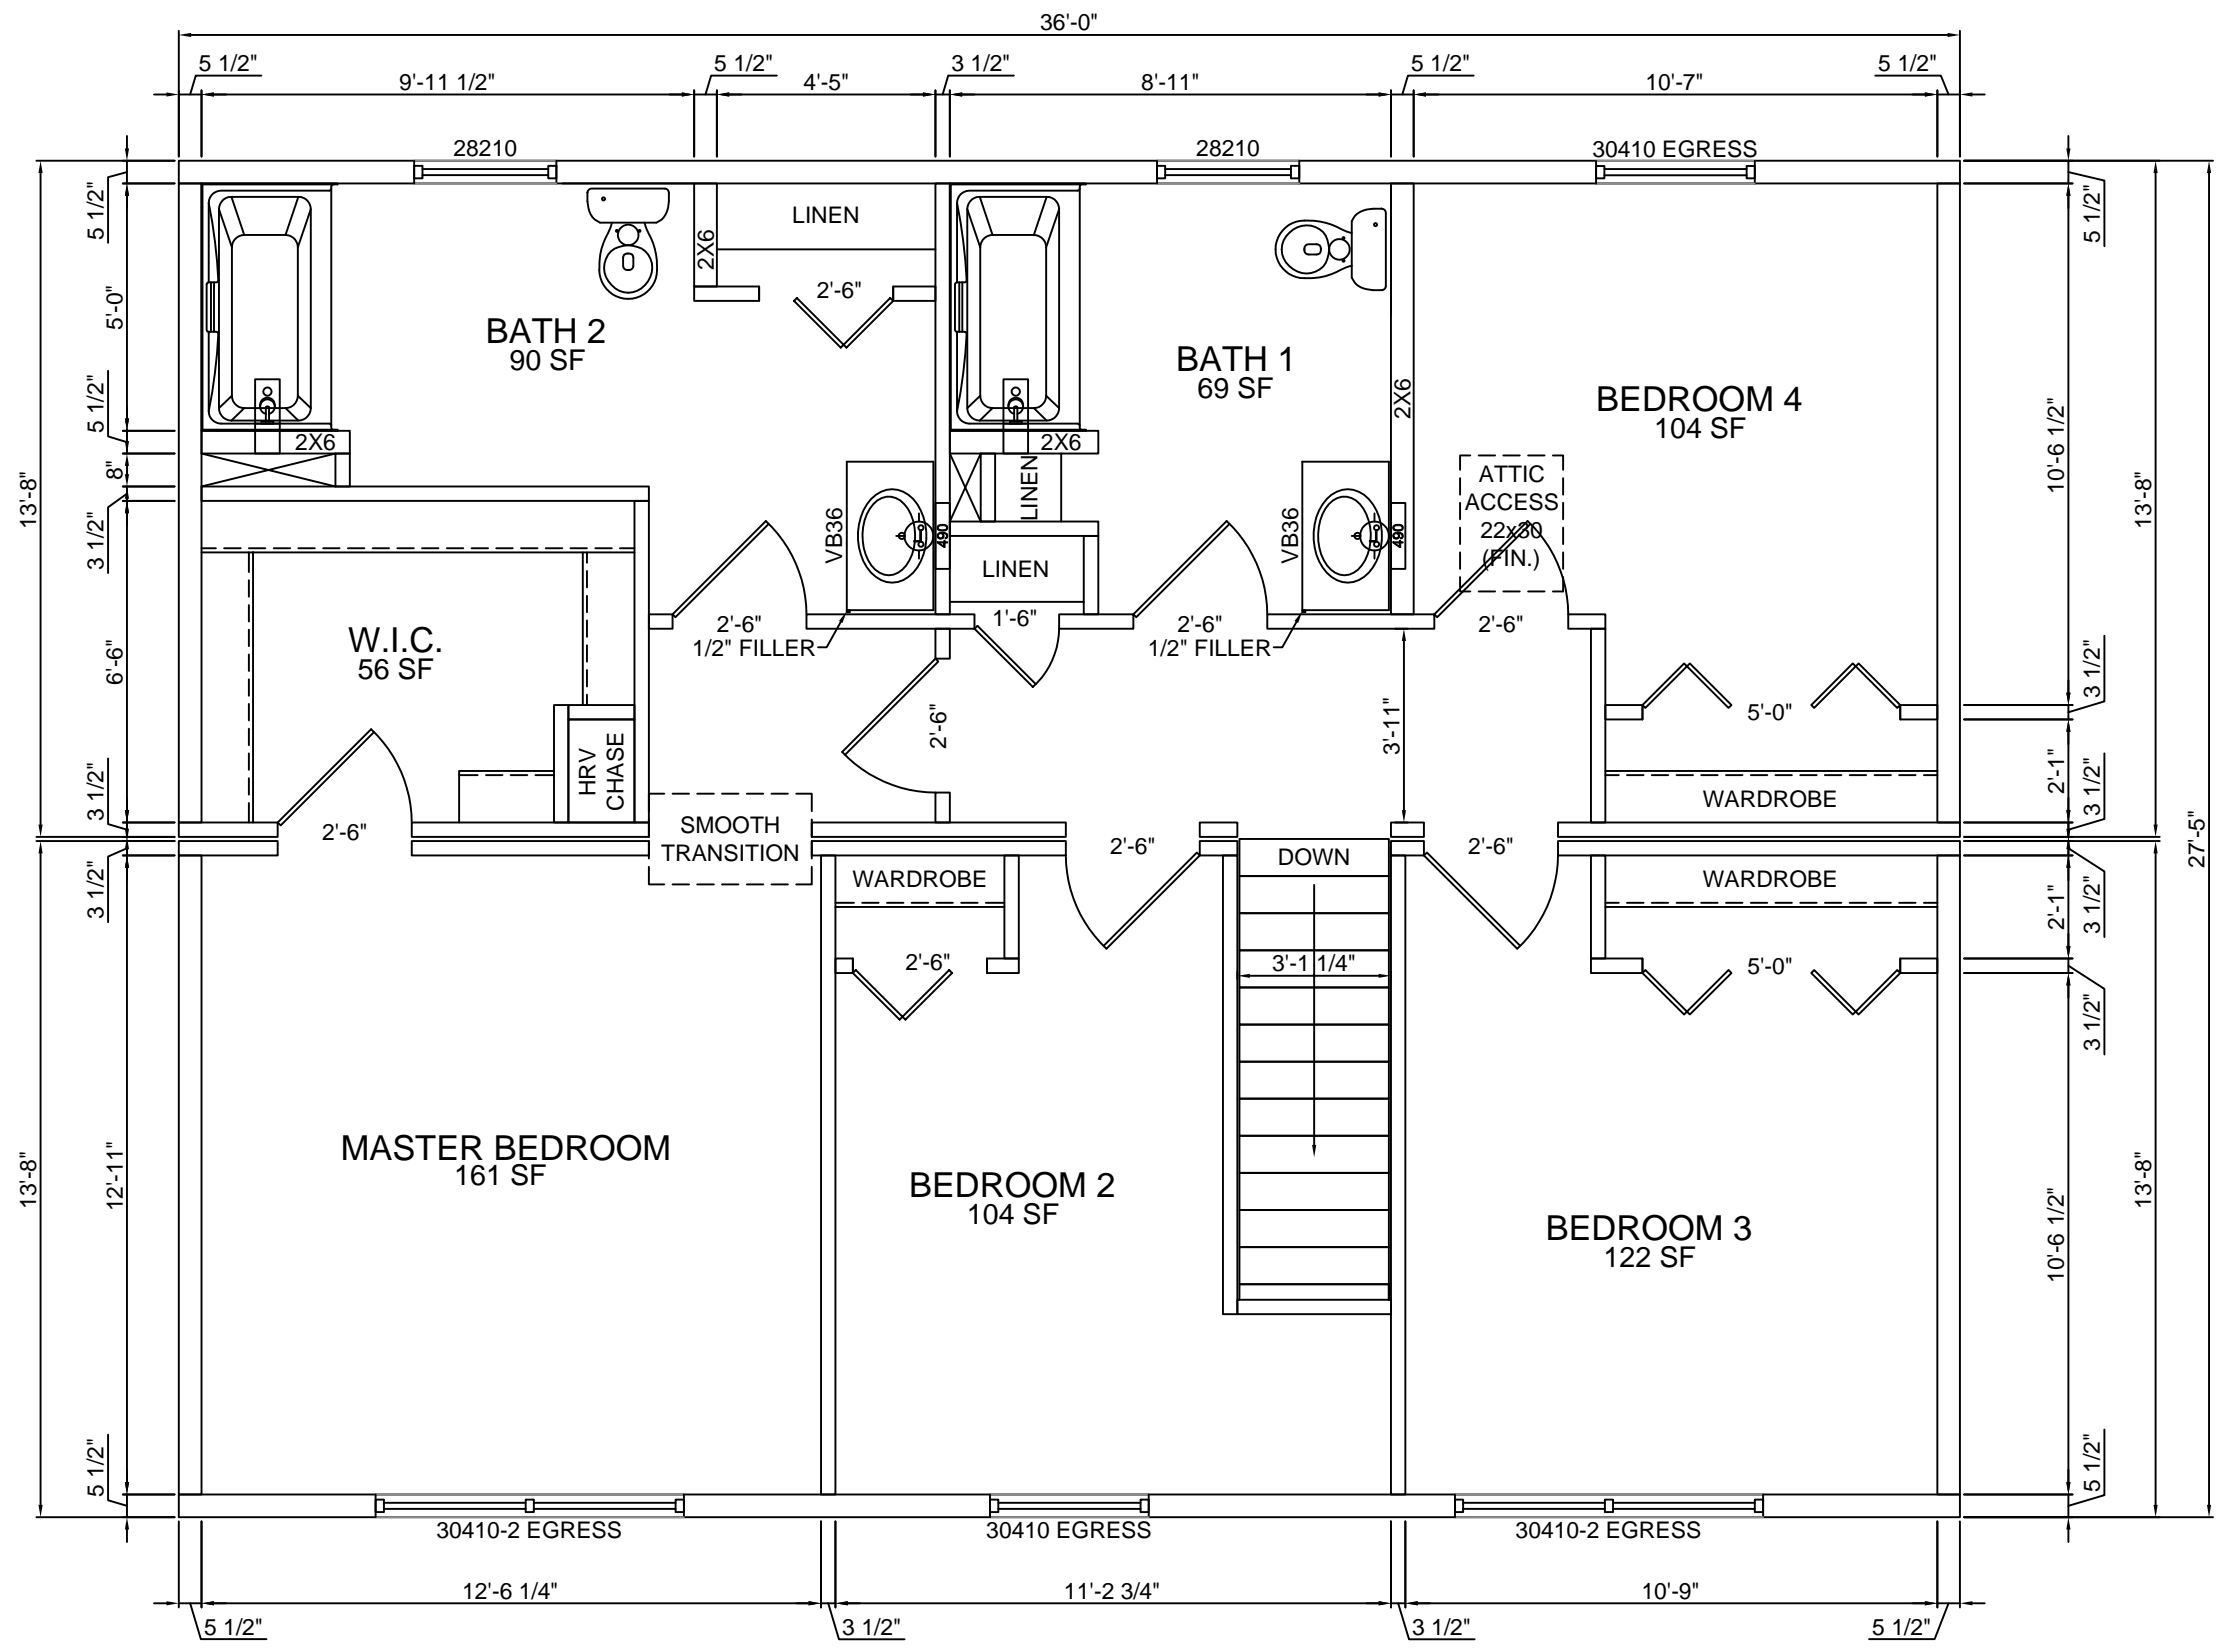 36'-0"
5 1/2"
9'-11 1/2"
5 1/2"
4'-5"
3 1/2"
8'-11"
5 1/2"
10'-7"
5 1/2"
28210
28210
30410 EGRESS
5 1/2"
5'-0"
5 1/2"
8"
3 1/2"
6'-6"
3 1/2"
13'-8"
3 1/2"
12'-11"
13'-8"
5 1/2"
BATH 2
90 SF
2X6
2X6
LINEN
2'-6"
VB36
490
2'-6"
1/2" FILLER
W.I.C.
56 SF
HRV
CHASE
2'-6"
SMOOTH
TRANSITION
2'-6"
BATH 1
69 SF
2X6
2X6
LINEN
LINEN
1'-6"
VB36
490
2'-6"
1/2" FILLER
3'-11"
BEDROOM 4
104 SF
ATTIC
ACCESS
22x30
(FIN.)
2'-6"
5'-0"
WARDROBE
5 1/2"
10'-6 1/2"
3 1/2"
2'-1"
3 1/2"
13'-8"
27'-5"
MASTER BEDROOM
161 SF
WARDROBE
2'-6"
2'-6"
BEDROOM 2
104 SF
DOWN
3'-1 1/4"
2'-6"
WARDROBE
5'-0"
BEDROOM 3
122 SF
3 1/2"
2'-1"
3 1/2"
10'-6 1/2"
13'-8"
5 1/2"
30410-2 EGRESS
30410 EGRESS
30410-2 EGRESS
12'-6 1/4"
11'-2 3/4"
10'-9"
5 1/2"
3 1/2"
3 1/2"
5 1/2"